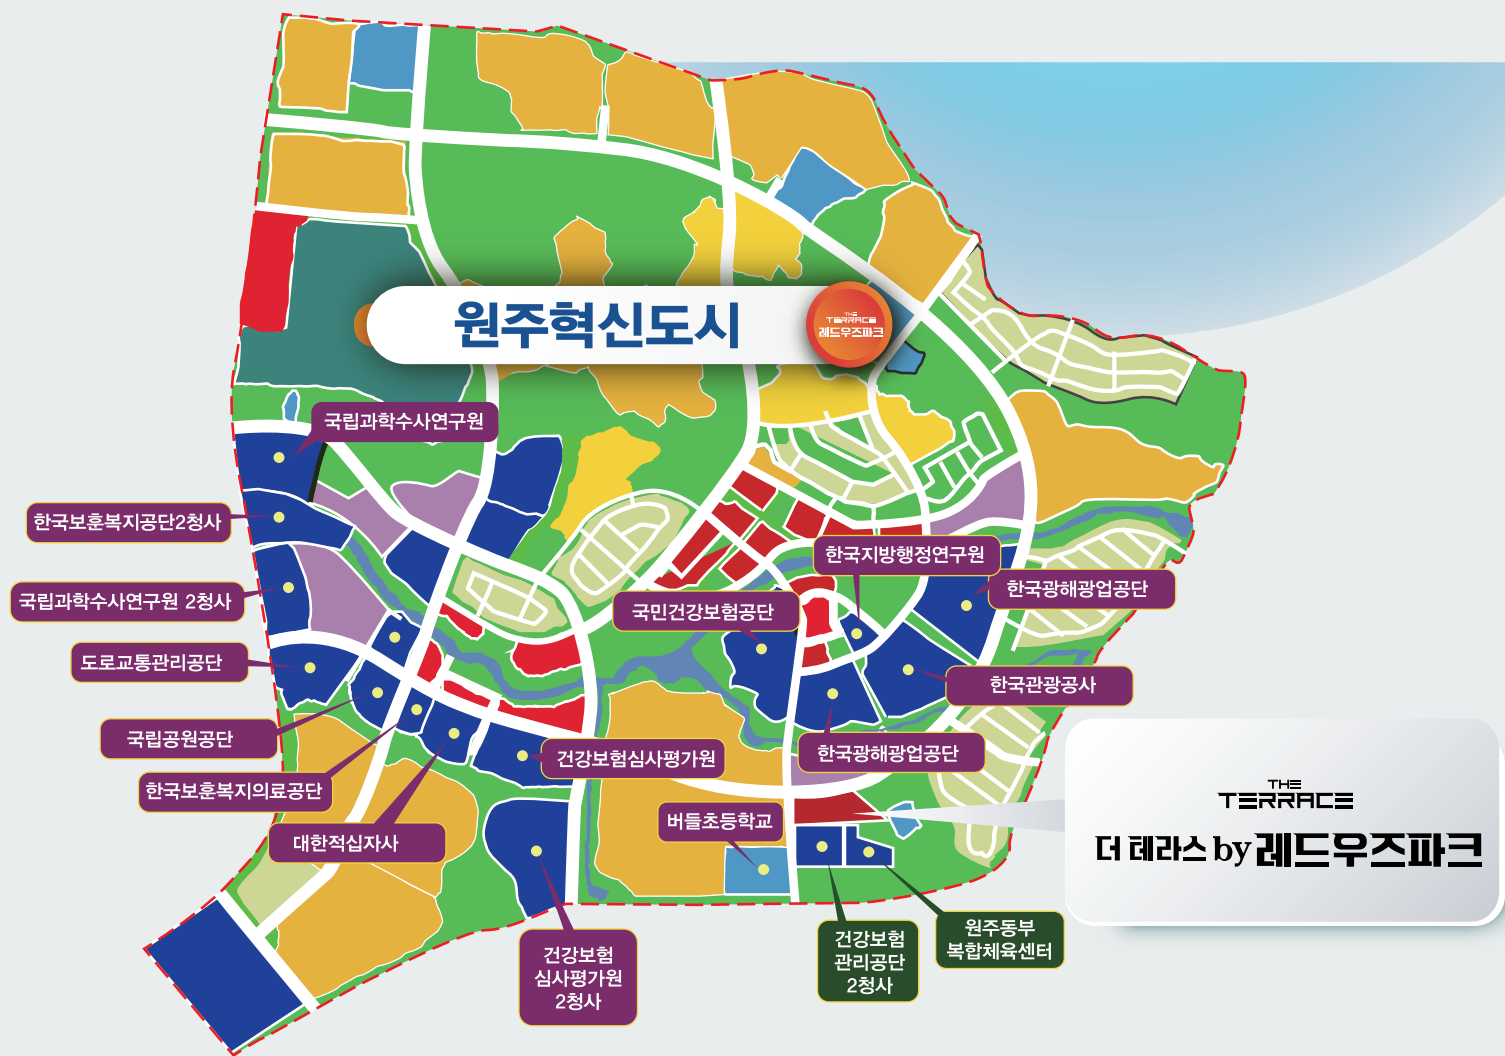 원주혁신도시
THE
TERRACE
레드우즈파크
국립과학수사연구원
한국보훈복지공단2청사
한국지방행정연구원
한국광해광업공단
국립과학수사연구원 2청사
국민건강보험공단
도로교통관리공단
한국관광공사
국립공원공단
건강보험심사평가원
한국광해광업공단
한국보훈복지의료공단
버들초등학교
대한적십자사
THE
TERRACE
더 테라스 by 레드우즈파크
건강보험
심사평가원
2청사
건강보험
관리공단
2청사
원주동부
복합체육센터